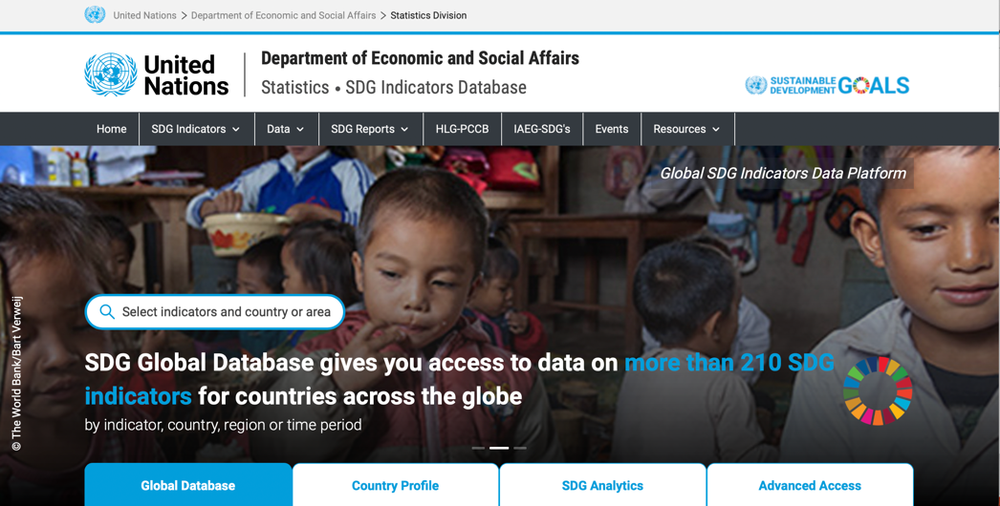 United Nations > Department of Economic and Social Affairs > Statistics Division
United
Nations
Department of Economic and Social Affairs
Statistics • SDG Indicators Database
SUSTAINABLE
DEVELOPMENT GOALS
Home SDG Indicators Data SDG Reports HLG-PCCB IAEG-SDG's Events Resources
Global SDG Indicators Data Platform
© The World Bank/Bart Verweij
Select indicators and country or area
SDG Global Database gives you access to data on more than 210 SDG
indicators for countries across the globe
by indicator, country, region or time period
Global Database Country Profile SDG Analytics Advanced Access